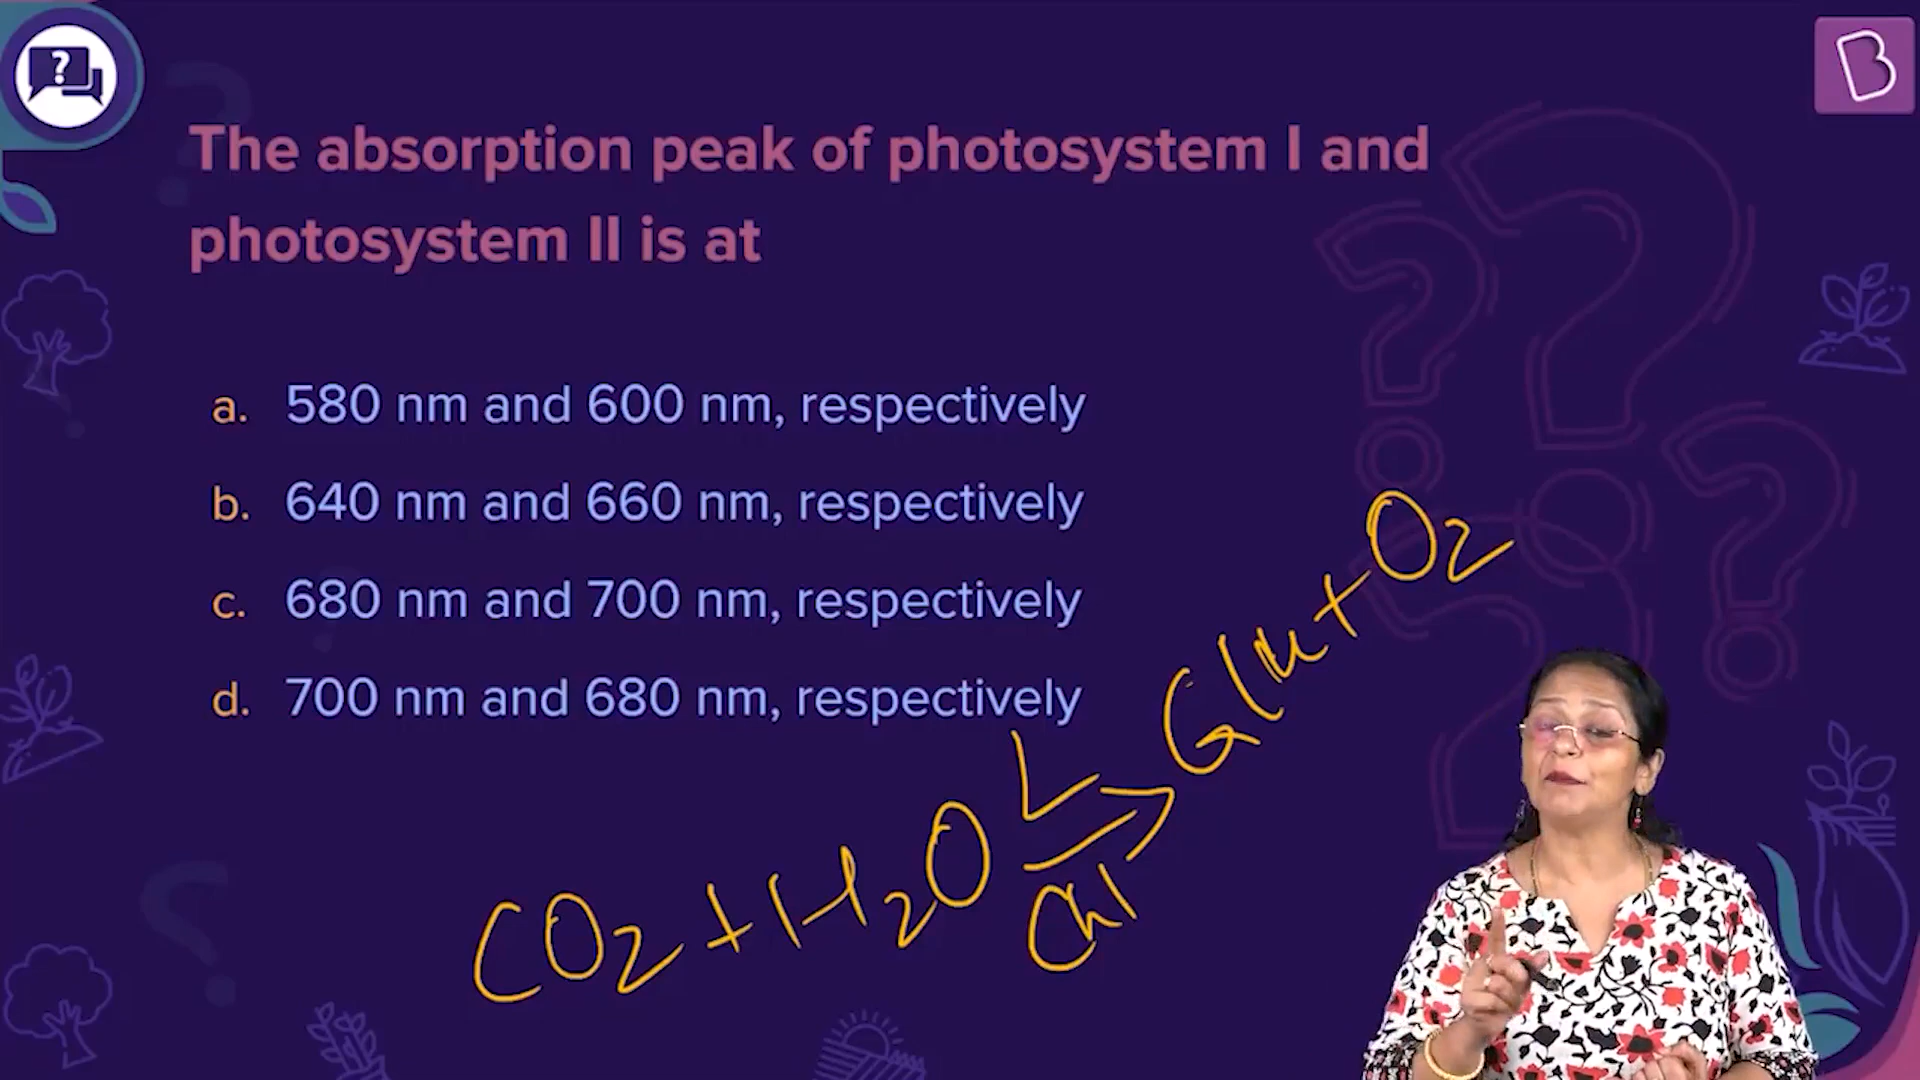 ?
B
The absorption peak of photosystem I and
photosystem II is at
a. 580 nm and 600 nm, respectively
b. 640 nm and 660 nm, respectively
c. 680 nm and 700 nm, respectively
d. 700 nm and 680 nm, respectively
CO2 + H2O L Chl Glu + O2